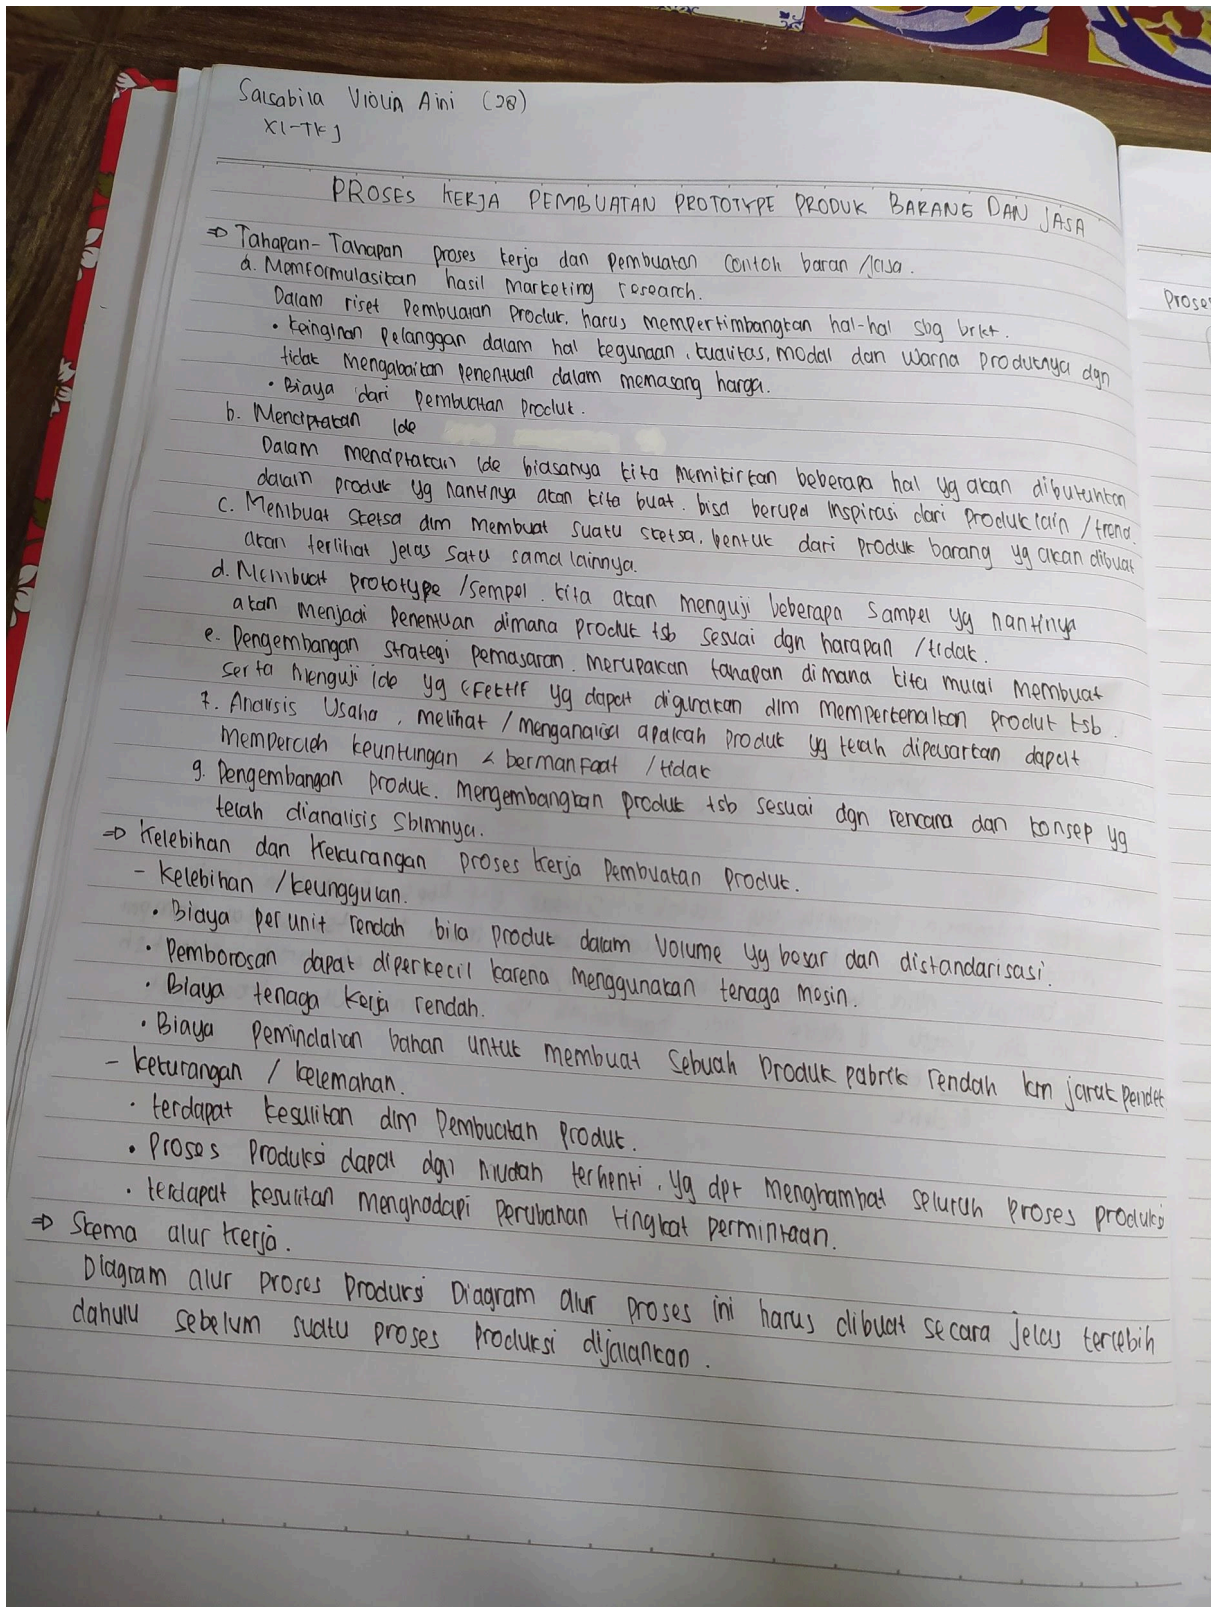 Salsabila Violin Aini (28)
XI-TKJ
PROSES KERJA PEMBUATAN PROTOTYPE PRODUK BARANG DAN JASA
⇒ Tahapan-Tahapan proses kerja dan pembuatan contoh baran /jasa.
a. Memformulasikan hasil marketing research.
Dalam riset pembuatan produk, harus mempertimbangkan hal-hal sbg brkt.
• keinginan pelanggan dalam hal kegunaan, kualitas, modal dan warna produknya dgn
tidak mengabaikan penentuan dalam memasang harga.
• Biaya dari pembuatan produk.
b. Menciptakan Ide
Dalam menciptakan ide biasanya kita memikirkan beberapa hal yg akan dibutuhkan
dalam produk yg nantinya akan kita buat. bisa berupa inspirasi dari produk lain / trend.
c. Membuat sketsa dlm membuat suatu sketsa, bentuk dari produk barang yg akan dibuat
akan terlihat jelas satu sama lainnya.
d. Membuat prototype /sempel. kita akan menguji beberapa sampel yg nantinya
akan menjadi penentuan dimana produk tsb sesuai dgn harapan /tidak.
e. Pengembangan strategi pemasaran. merupakan tahapan dimana kita mulai membuat
serta menguji ide yg efektif yg dapat digunakan dlm mempertenalkan produk tsb.
f. Analisis Usaha, melihat /menganalisa apakah produk yg telah dipasarkan dapat
memperoleh keuntungan & bermanfaat /tidak
g. Pengembangan produk. mengembangkan produk tsb sesuai dgn rencana dan konsep yg
telah dianalisis sblmnya.
⇒ Kelebihan dan kekurangan proses kerja pembuatan produk.
- Kelebihan /keunggulan.
• Biaya per unit rendah bila produk dalam volume yg besar dan distandarisasi.
• Pemborosan dapat diperkecil karena menggunakan tenaga mesin.
• Biaya tenaga kerja rendah.
• Biaya pemindahan bahan untuk membuat sebuah produk pabrik rendah krn jarak pendek
- kekurangan / kelemahan.
• terdapat kesulitan dlm pembuatan produk.
• proses produksi dapat dgn mudah terhenti, yg dpt menghambat seluruh proses produksi
• terdapat kesulitan menghadapi perubahan tingkat permintaan.
⇒ Skema alur kerja.
Diagram alur proses produksi Diagram alur proses ini harus dibuat secara jelas terlebih
dahulu sebelum suatu proses produksi dijalankan.
Proses